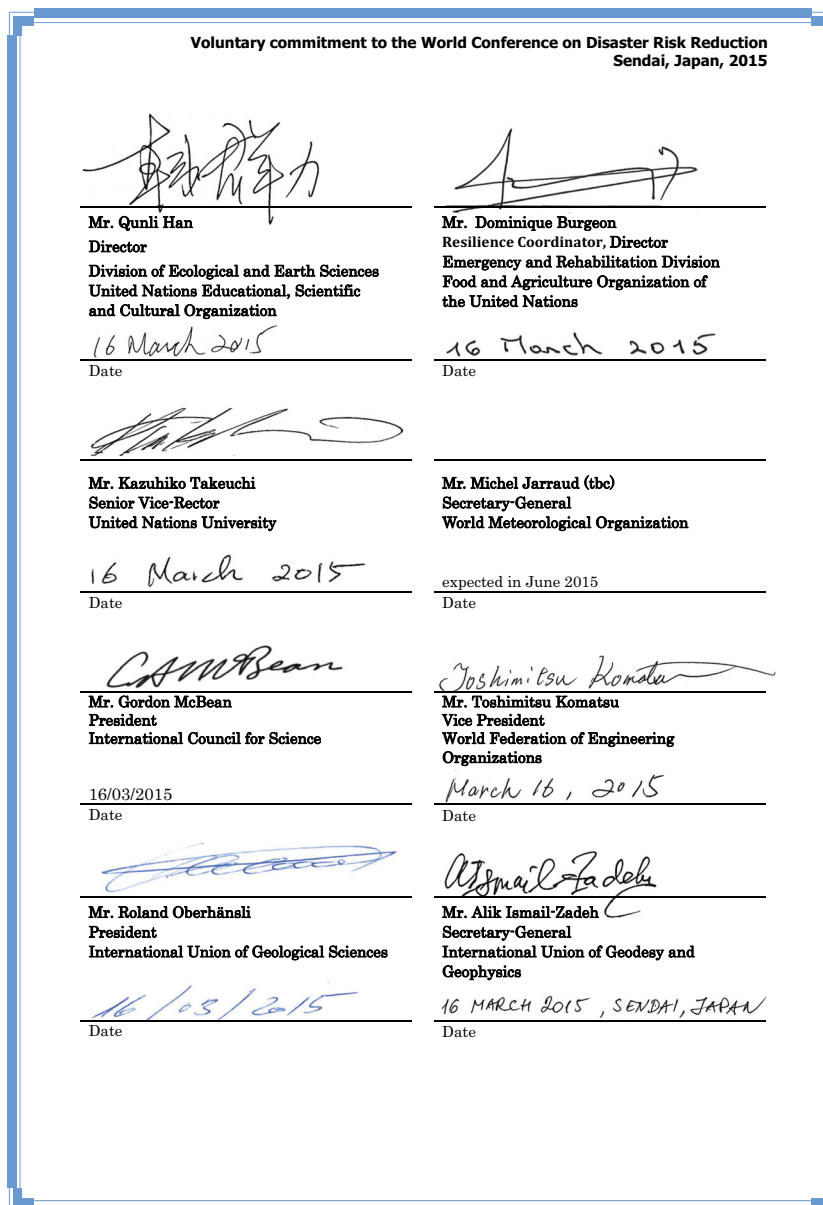 Voluntary commitment to the World Conference on Disaster Risk Reduction
Sendai, Japan, 2015
Mr. Qunli Han
Director
Division of Ecological and Earth Sciences
United Nations Educational, Scientific
and Cultural Organization
16 March 2015
Date
Mr. Dominique Burgeon
Resilience Coordinator, Director
Emergency and Rehabilitation Division
Food and Agriculture Organization of
the United Nations
16 March 2015
Date
Mr. Kazuhiko Takeuchi
Senior Vice-Rector
United Nations University
16 March 2015
Date
Mr. Michel Jarraud (tbc)
Secretary-General
World Meteorological Organization
expected in June 2015
Date
GAMcBean
Mr. Gordon McBean
President
International Council for Science
16/03/2015
Date
Toshimitsu Komatsu
Mr. Toshimitsu Komatsu
Vice President
World Federation of Engineering
Organizations
March 16, 2015
Date
Mr. Roland Oberhänsli
President
International Union of Geological Sciences
16/03/2015
Date
AIsmail-Zadeh
Mr. Alik Ismail-Zadeh
Secretary-General
International Union of Geodesy and
Geophysics
16 MARCH 2015, SENDAI, JAPAN
Date